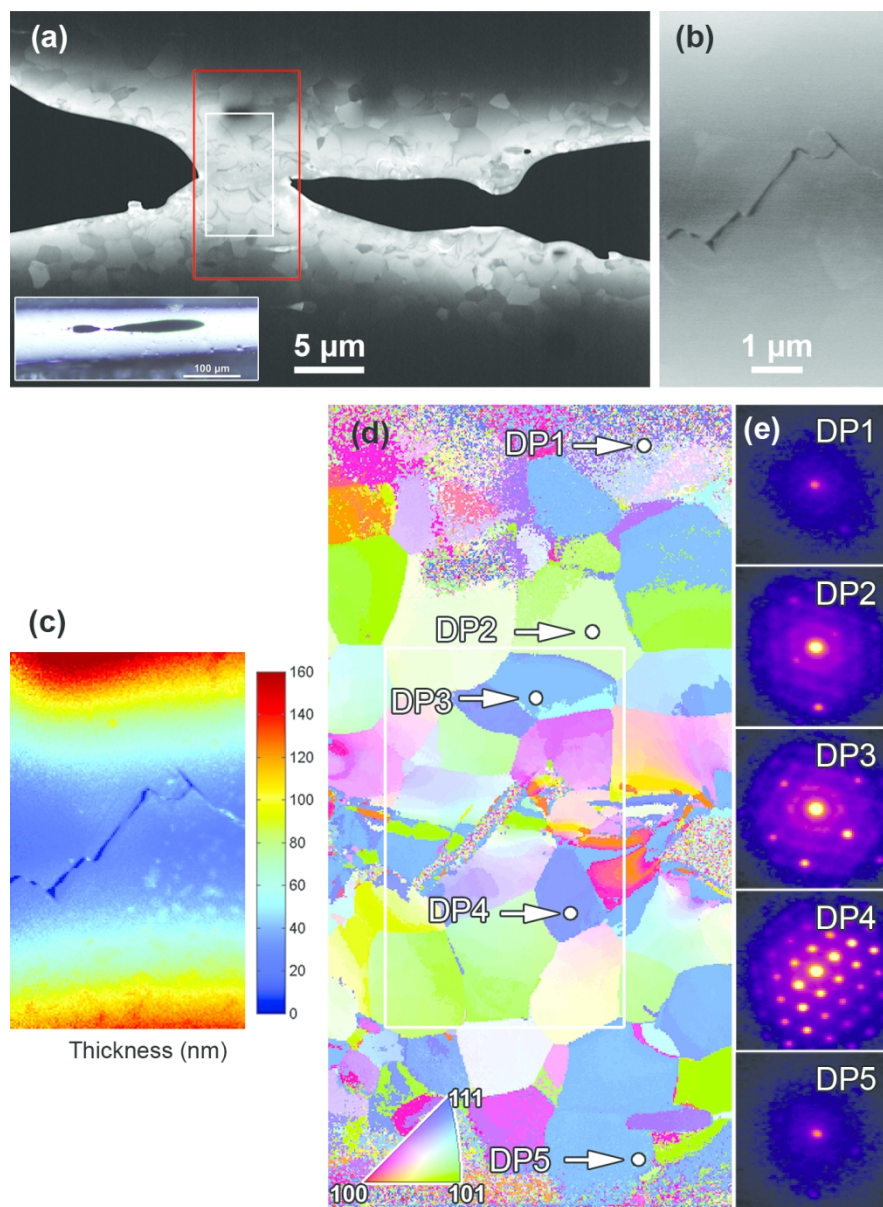 (a)
100 μm
5 μm
(b)
1 μm
(c)
160
140
120
100
80
60
40
20
0
Thickness (nm)
(d)
DP1
DP2
DP3
DP4
DP5
111
100
101
(e)
DP1
DP2
DP3
DP4
DP5